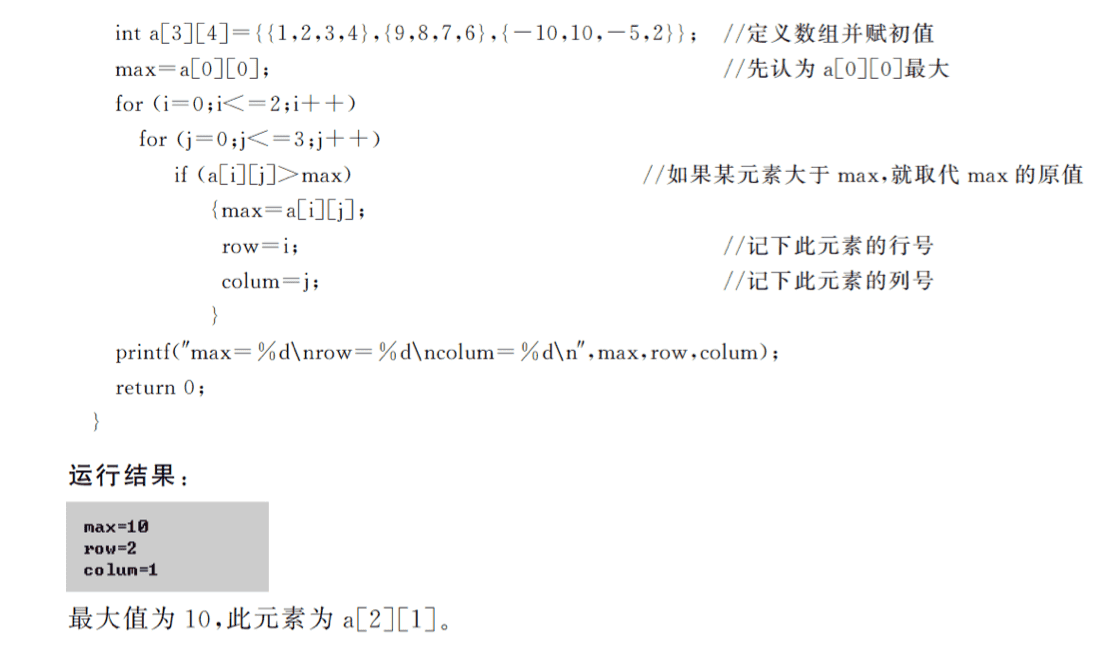 int a[3][4]={{1,2,3,4},{9,8,7,6},{-10,10,-5,2}}; //定义数组并赋初值
max=a[0][0]; //先认为 a[0][0]最大
for (i=0;i<=2;i++)
for (j=0;j<=3;j++)
if (a[i][j]>max) //如果某元素大于 max,就取代 max 的原值
{max=a[i][j];
row=i; //记下此元素的行号
colum=j; //记下此元素的列号
}
printf("max=%d\nrow=%d\ncolum=%d\n",max,row,colum);
return 0;
}
运行结果:
max=10
row=2
colum=1
最大值为 10,此元素为 a[2][1]。